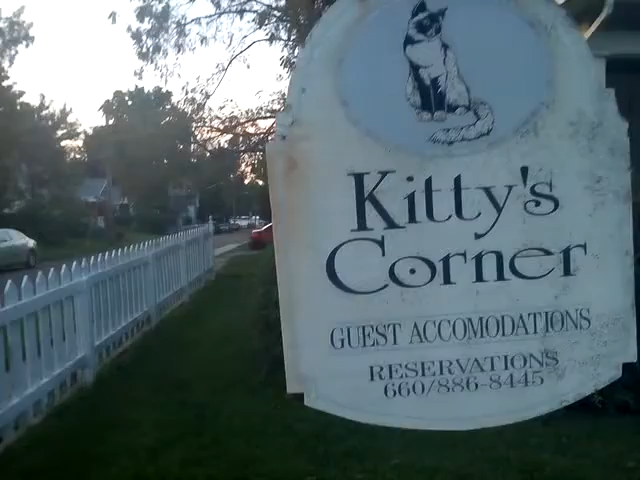 Kitty's
Corner
GUEST ACCOMODATIONS
RESERVATIONS
660/886-8445